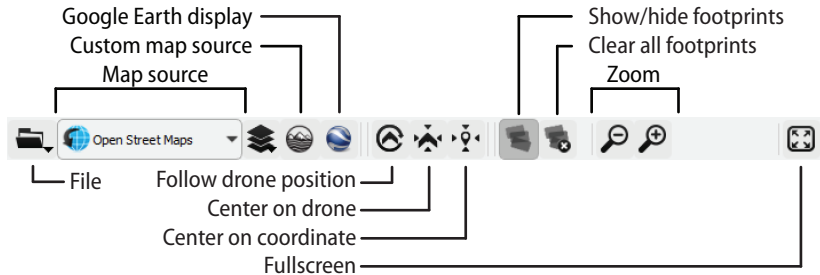 Google Earth display
Show/hide footprints
Custom map source
Clear all footprints
Map source
Zoom
Open Street Maps
File
Follow drone position
Center on drone
Center on coordinate
Fullscreen